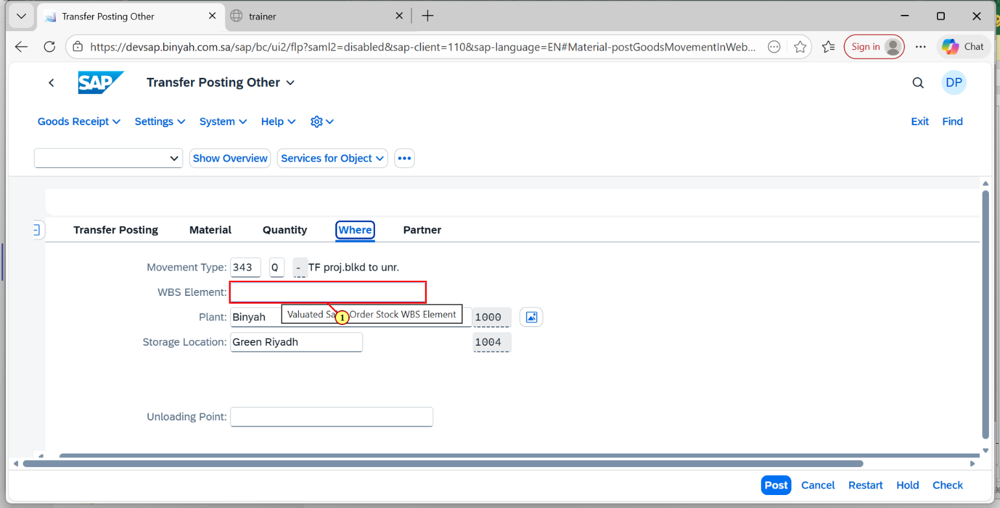 Transfer Posting Other
trainer
https://devsap.binyah.com.sa/sap/bc/ui2/flp?saml2=disabled&sap-client=110&sap-language=EN#Material-postGoodsMovementInWeb...
Sign in
Chat
SAP
Transfer Posting Other
DP
Goods Receipt
Settings
System
Help
Exit
Find
Show Overview
Services for Object
Transfer Posting
Material
Quantity
Where
Partner
Movement Type: 343 Q - TF proj.blkd to unr.
WBS Element:
Valuated Sa 1 Order Stock WBS Element
Plant: Binyah 1000
Storage Location: Green Riyadh 1004
Unloading Point:
Post
Cancel
Restart
Hold
Check